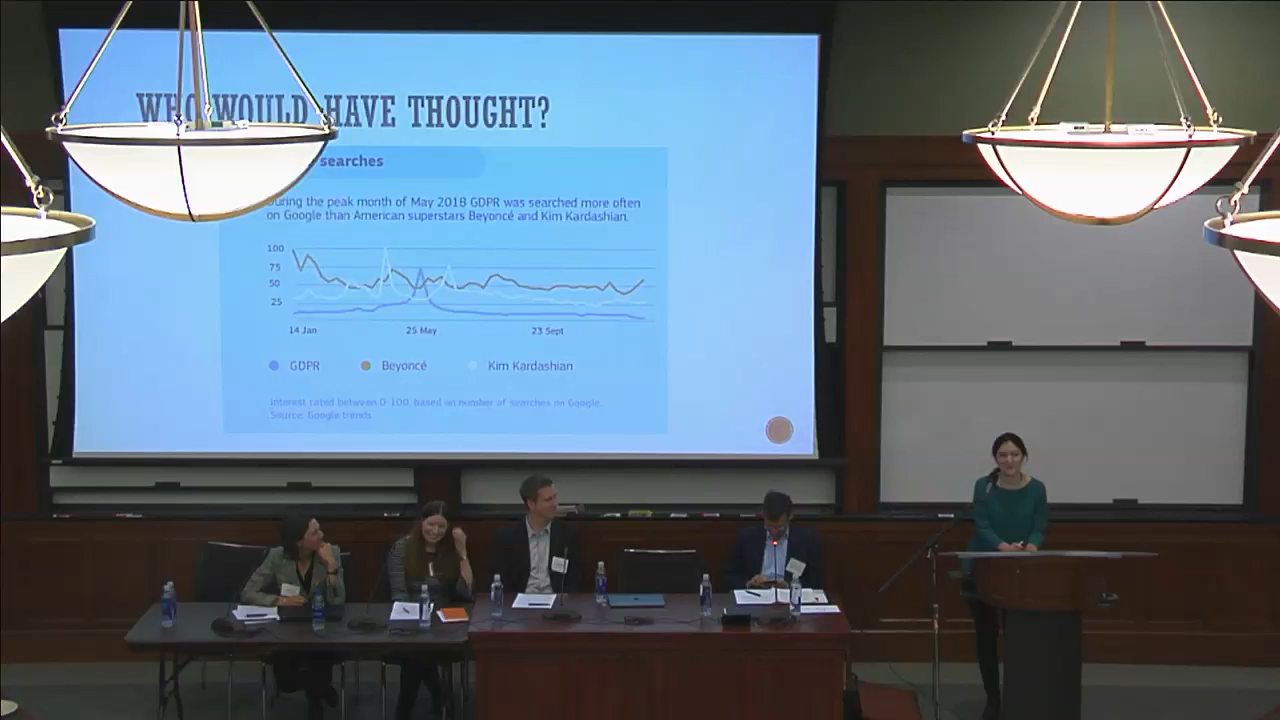 WHO WOULD HAVE THOUGHT?
searches
During the peak month of May 2018 GDPR was searched more often
on Google than American superstars Beyoncé and Kim Kardashian.
100
75
50
25
14 Jan
25 May
23 Sept
GDPR
Beyoncé
Kim Kardashian
Interest rated between 0-100, based on number of searches on Google.
Source: Google trends